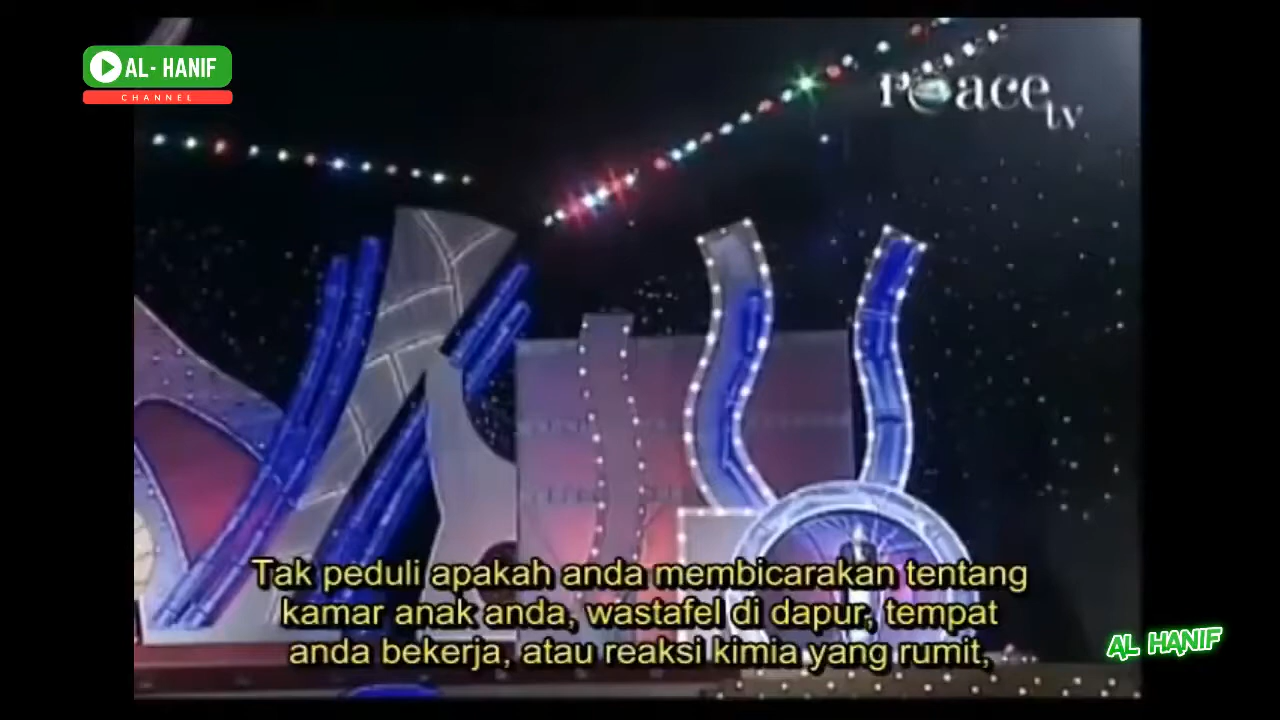 AL- HANIF
CHANNEL
peace
tv
Tak peduli apakah anda membicarakan tentang
kamar anak anda, wastafel di dapur, tempat
anda bekerja, atau reaksi kimia yang rumit,
AL HANIF